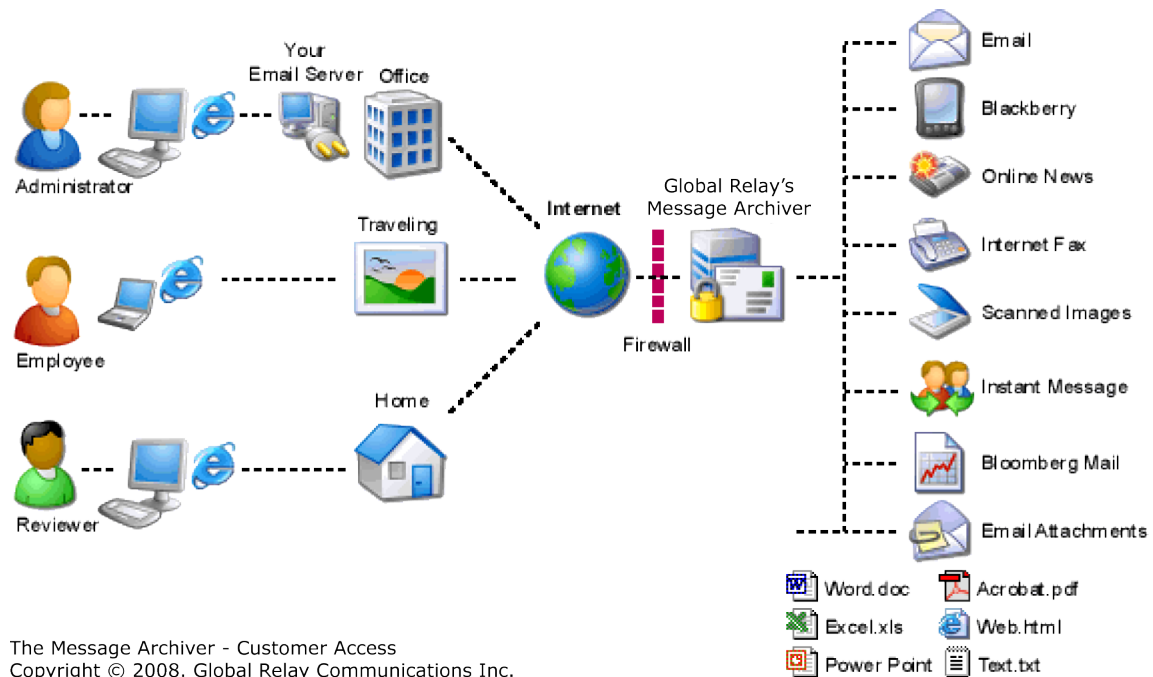 Your
Email Server
Office
Administrator
Traveling
Employee
Home
Reviewer
Internet
Firewall
Global Relay's
Message Archiver
Email
Blackberry
Online News
Internet Fax
Scanned Images
Instant Message
Bloomberg Mail
Email Attachments
Word.doc
Acrobat.pdf
Excel.xls
Web.html
Power Point
Text.txt
The Message Archiver - Customer Access
Copyright © 2008. Global Relay Communications Inc.